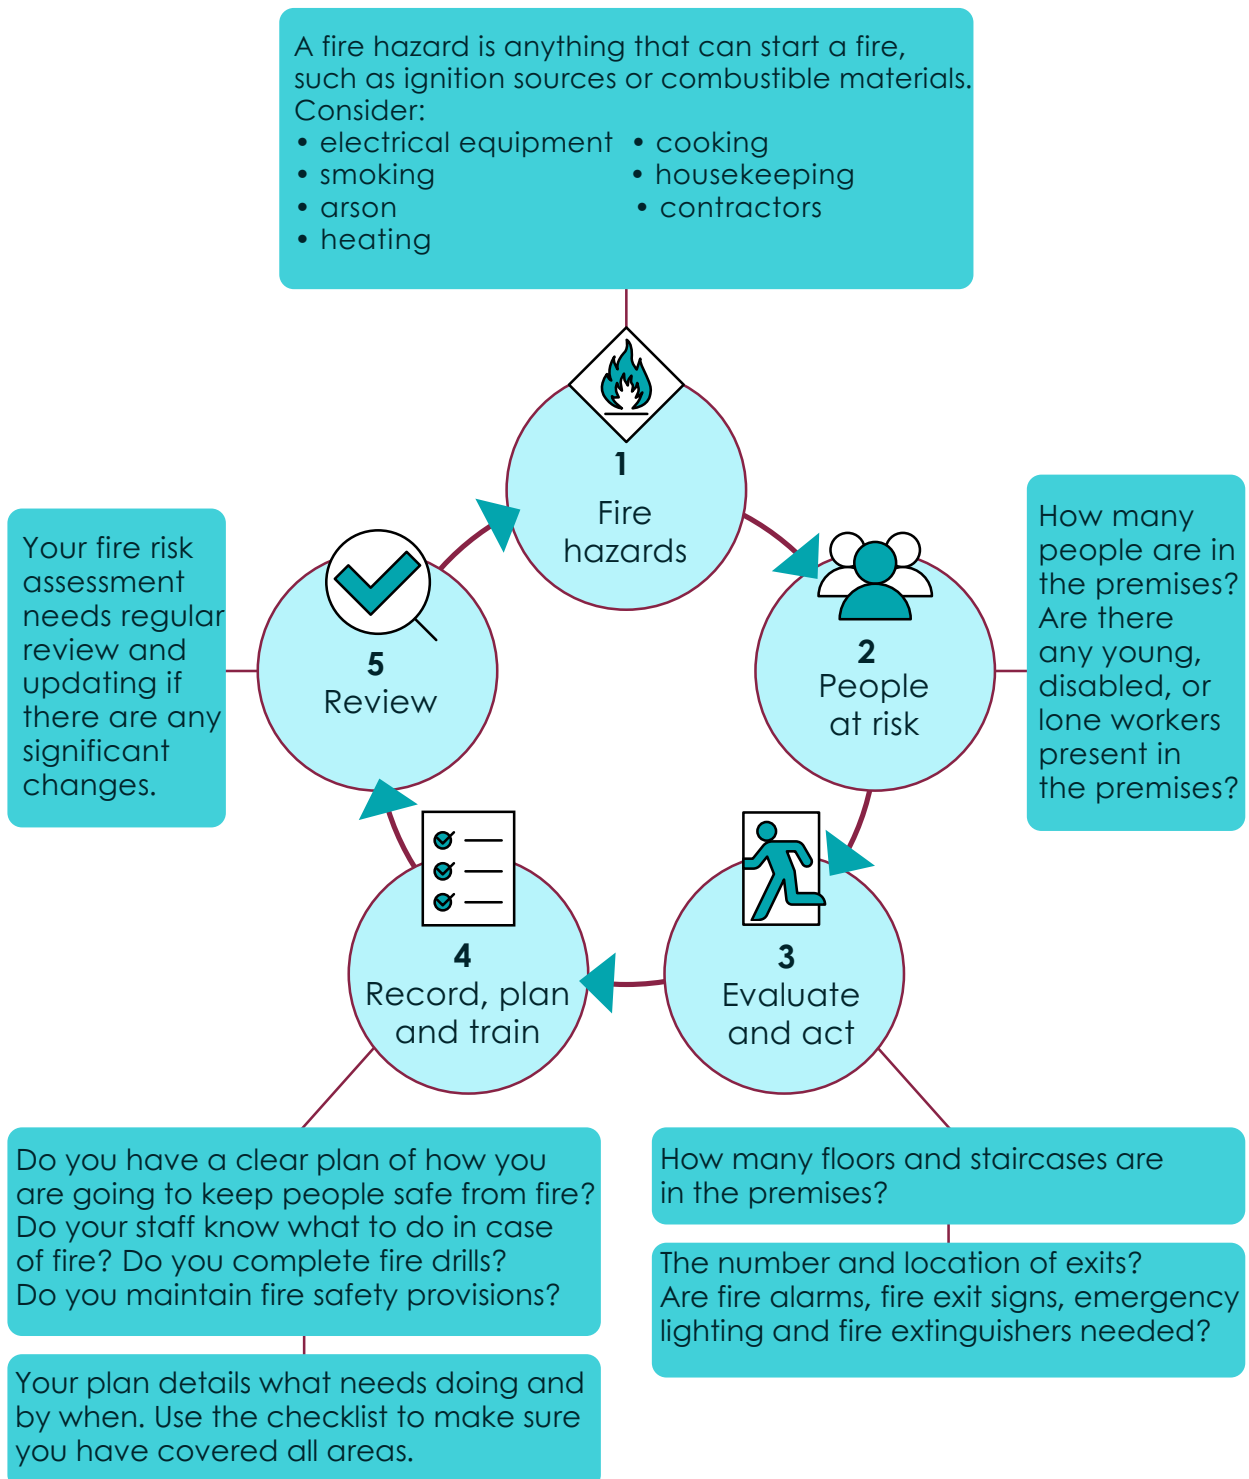 A fire hazard is anything that can start a fire,
such as ignition sources or combustible materials.
Consider:
• electrical equipment
• smoking
• arson
• heating
• cooking
• housekeeping
• contractors
1
Fire
hazards
2
People
at risk
How many
people are in
the premises?
Are there
any young,
disabled, or
lone workers
present in
the premises?
3
Evaluate
and act
How many floors and staircases are
in the premises?
The number and location of exits?
Are fire alarms, fire exit signs, emergency
lighting and fire extinguishers needed?
4
Record, plan
and train
Do you have a clear plan of how you
are going to keep people safe from fire?
Do your staff know what to do in case
of fire? Do you complete fire drills?
Do you maintain fire safety provisions?
Your plan details what needs doing and
by when. Use the checklist to make sure
you have covered all areas.
5
Review
Your fire risk
assessment
needs regular
review and
updating if
there are any
significant
changes.